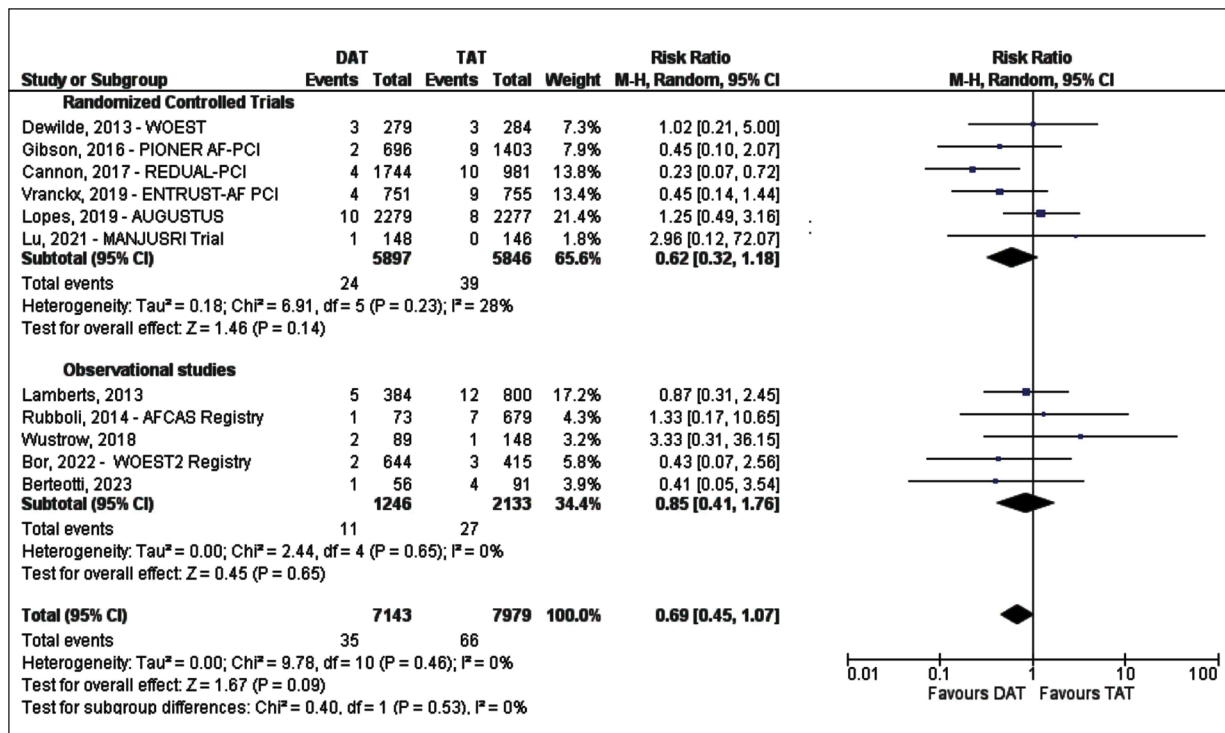 DAT TAT Risk Ratio Risk Ratio
Study or Subgroup Events Total Events Total Weight M-H, Random, 95% CI M-H, Random, 95% CI
Randomized Controlled Trials
Dewilde, 2013 - WOEST 3 279 3 284 7.3% 1.02 [0.21, 5.00]
Gibson, 2016 - PIONER AF-PCI 2 696 9 1403 7.9% 0.45 [0.10, 2.07]
Cannon, 2017 - REDUAL-PCI 4 1744 10 981 13.8% 0.23 [0.07, 0.72]
Vranckx, 2019 - ENTRUST-AF PCI 4 751 9 755 13.4% 0.45 [0.14, 1.44]
Lopes, 2019 - AUGUSTUS 10 2279 8 2277 21.4% 1.25 [0.49, 3.16]
Lu, 2021 - MANJUSRI Trial 1 148 0 146 1.8% 2.96 [0.12, 72.07]
Subtotal (95% CI) 5897 5846 65.6% 0.62 [0.32, 1.18]
Total events 24 39
Heterogeneity: Tau² = 0.18; Chi² = 6.91, df = 5 (P = 0.23); I² = 28%
Test for overall effect: Z = 1.46 (P = 0.14)
Observational studies
Lamberts, 2013 5 384 12 800 17.2% 0.87 [0.31, 2.45]
Rubboli, 2014 - AFCAS Registry 1 73 7 679 4.3% 1.33 [0.17, 10.65]
Wustrow, 2018 2 89 1 148 3.2% 3.33 [0.31, 36.15]
Bor, 2022 - WOEST2 Registry 2 644 3 415 5.8% 0.43 [0.07, 2.56]
Berteotti, 2023 1 56 4 91 3.9% 0.41 [0.05, 3.54]
Subtotal (95% CI) 1246 2133 34.4% 0.85 [0.41, 1.76]
Total events 11 27
Heterogeneity: Tau² = 0.00; Chi² = 2.44, df = 4 (P = 0.65); I² = 0%
Test for overall effect: Z = 0.45 (P = 0.65)
Total (95% CI) 7143 7979 100.0% 0.69 [0.45, 1.07]
Total events 35 66
Heterogeneity: Tau² = 0.00; Chi² = 9.78, df = 10 (P = 0.46); I² = 0%
Test for overall effect: Z = 1.67 (P = 0.09)
Test for subgroup differences: Chi² = 0.40, df = 1 (P = 0.53), I² = 0%
0.01 0.1 1 10 100
Favours DAT Favours TAT